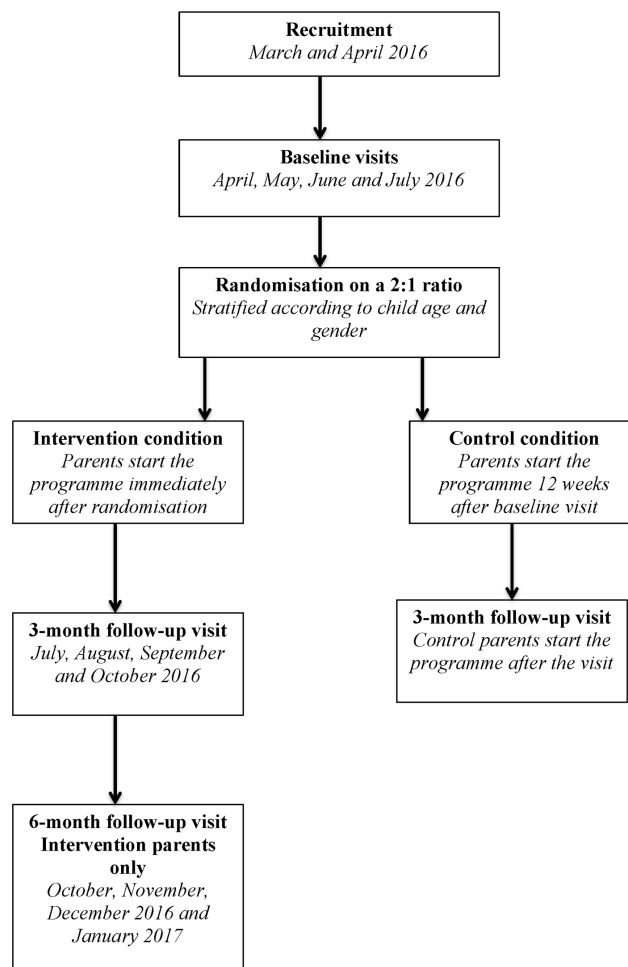 Recruitment
March and April 2016
Baseline visits
April, May, June and July 2016
Randomisation on a 2:1 ratio
Stratified according to child age and
gender
Intervention condition
Parents start the
programme immediately
after randomisation
Control condition
Parents start the
programme 12 weeks
after baseline visit
3-month follow-up visit
July, August, September
and October 2016
3-month follow-up visit
Control parents start the
programme after the visit
6-month follow-up visit
Intervention parents
only
October, November,
December 2016 and
January 2017